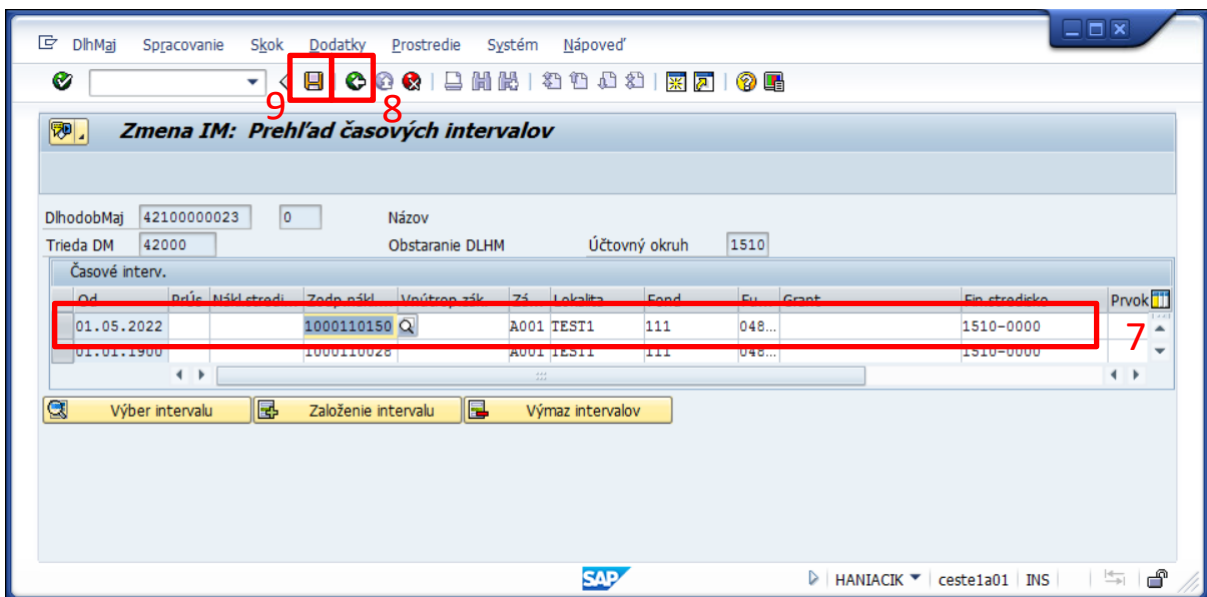 DlhMaj Spracovanie Skok Dodatky Prostredie Systém Nápoveď
9 8
Zmena IM: Prehľad časových intervalov
DlhodobMaj 42100000023 0 Názov
Trieda DM 42000 Obstaranie DLHM Účtovný okruh 1510
Časové interv.
Od PrÚs Nákl.stredi... Zodp.nákl... Vnútrop.zák... Zá... Lokalita Fond Fu... Grant Fin.stredisko Prvok
01.05.2022 1000110150 A001 TEST1 111 048... 1510-0000 7
01.01.1900 1000110028 A001 TEST1 111 048... 1510-0000
Výber intervalu Založenie intervalu Výmaz intervalov
SAP HANIACIK ceste1a01 INS